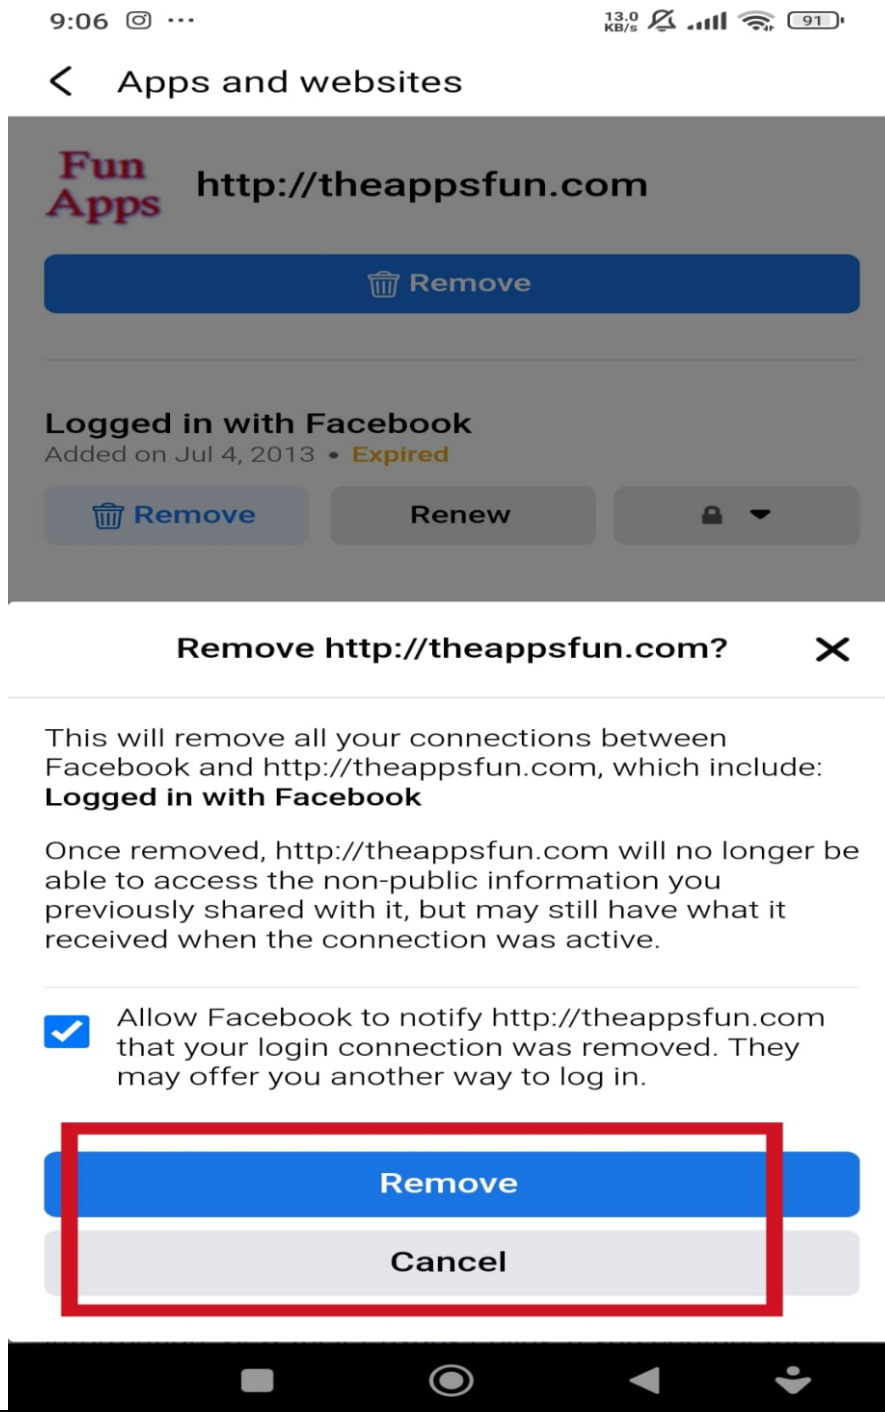 9:06
13.0
KB/s
91
Apps and websites
Fun
Apps
http://theappsfun.com
Remove
Logged in with Facebook
Added on Jul 4, 2013 • Expired
Remove
Renew
Remove http://theappsfun.com?
This will remove all your connections between
Facebook and http://theappsfun.com, which include:
Logged in with Facebook
Once removed, http://theappsfun.com will no longer be
able to access the non-public information you
previously shared with it, but may still have what it
received when the connection was active.
Allow Facebook to notify http://theappsfun.com
that your login connection was removed. They
may offer you another way to log in.
Remove
Cancel